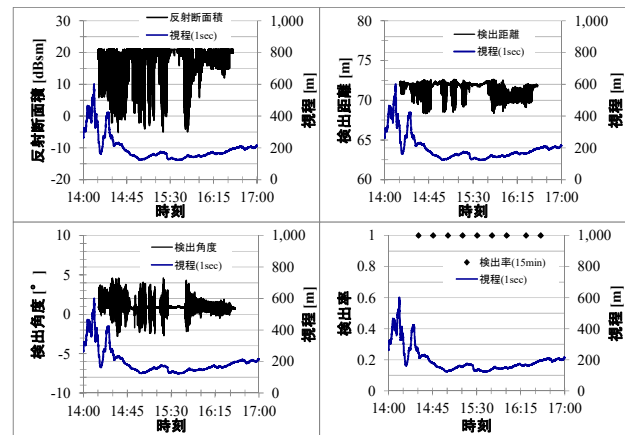 反射断面積
視程(1sec)
反射断面積 [dBsm]
30
20
10
0
-10
-20
1,000
800
600
400
200
0
視程 [m]
14:00 14:45 15:30 16:15 17:00
時刻
検出距離
視程(1sec)
検出距離 [m]
80
75
70
65
60
1,000
800
600
400
200
0
視程 [m]
14:00 14:45 15:30 16:15 17:00
時刻
検出角度
視程(1sec)
検出角度 [°]
10
5
0
-5
-10
1,000
800
600
400
200
0
視程 [m]
14:00 14:45 15:30 16:15 17:00
時刻
検出率(15min)
視程(1sec)
検出率
1
0.8
0.6
0.4
0.2
0
1,000
800
600
400
200
0
視程 [m]
14:00 14:45 15:30 16:15 17:00
時刻